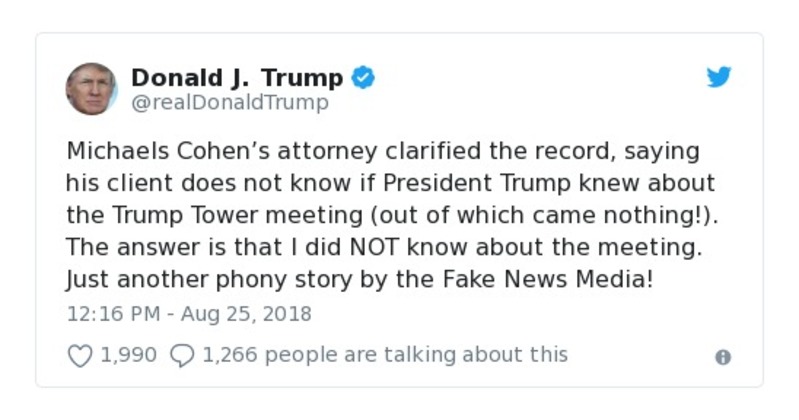 Donald J. Trump
@realDonaldTrump
Michaels Cohen’s attorney clarified the record, saying
his client does not know if President Trump knew about
the Trump Tower meeting (out of which came nothing!).
The answer is that I did NOT know about the meeting.
Just another phony story by the Fake News Media!
12:16 PM - Aug 25, 2018
1,990 1,266 people are talking about this